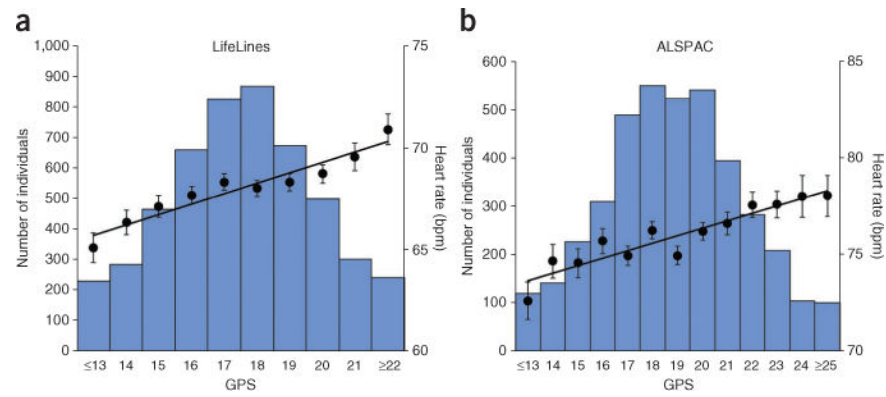 a
LifeLines
Number of individuals
1,000
900
800
700
600
500
400
300
200
100
0
75
70
65
60
Heart rate (bpm)
≤13 14 15 16 17 18 19 20 21 ≥22
GPS
b
ALSPAC
Number of individuals
600
500
400
300
200
100
0
85
82
78
74
70
Heart rate (bpm)
≤13 14 15 16 17 18 19 20 21 22 23 24 ≥25
GPS